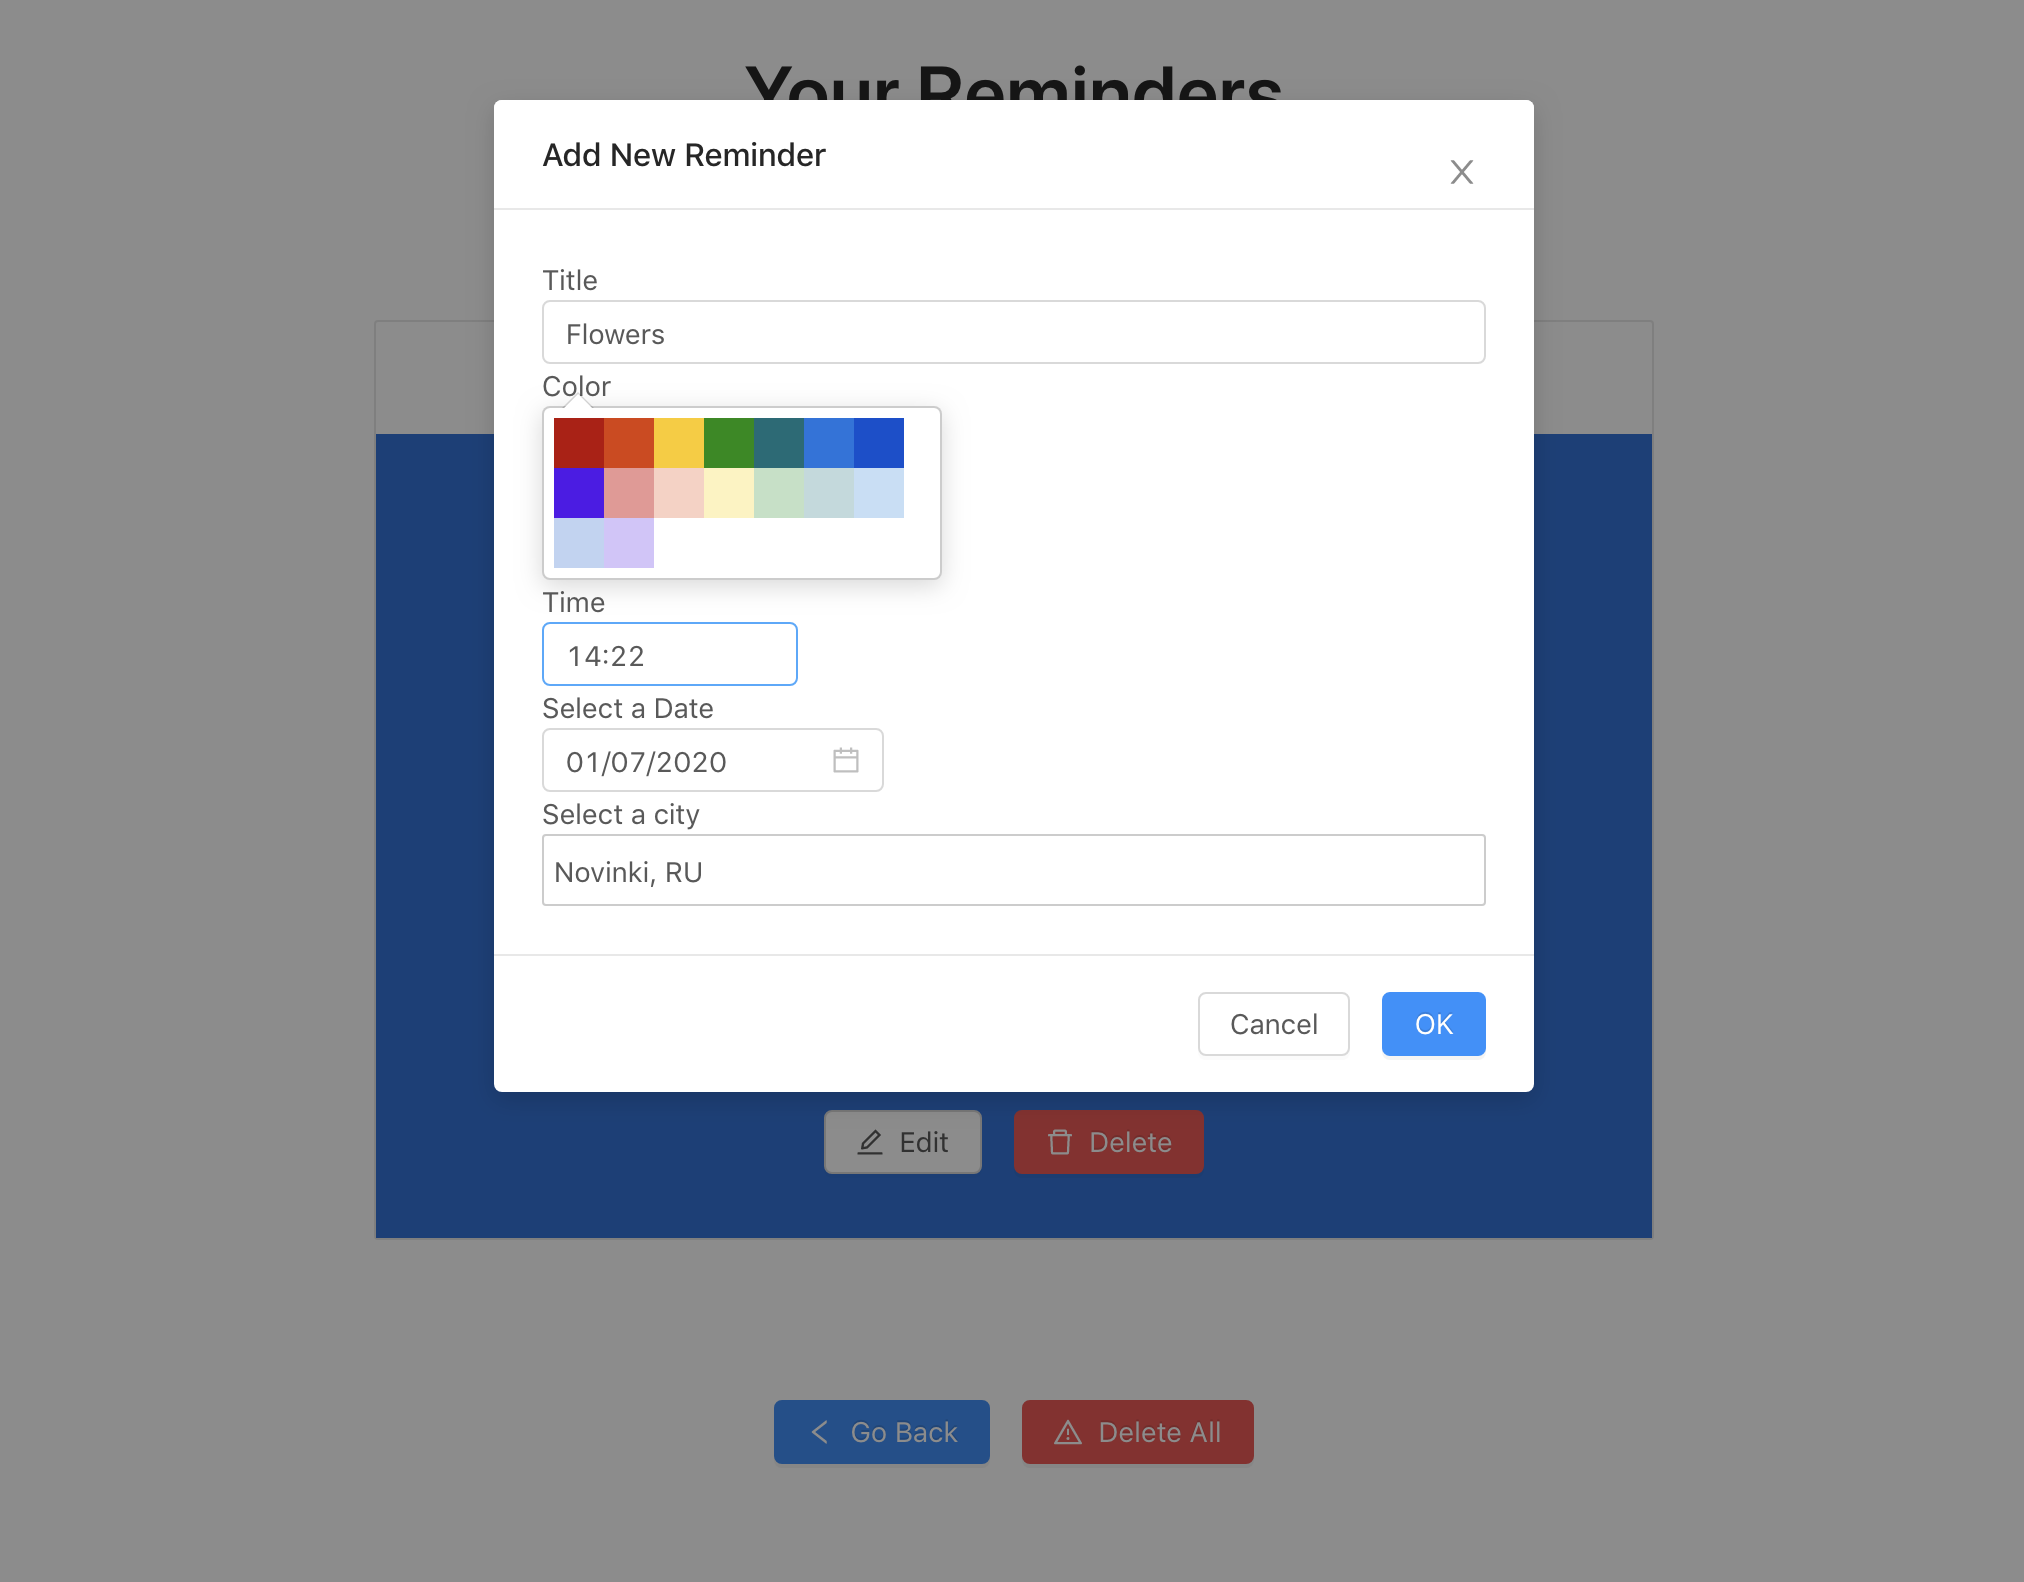 Your Reminders
Add New Reminder
Title
Flowers
Color
Time
14:22
Select a Date
01/07/2020
Select a city
Novinki, RU
Cancel
OK
Edit
Delete
Go Back
Delete All